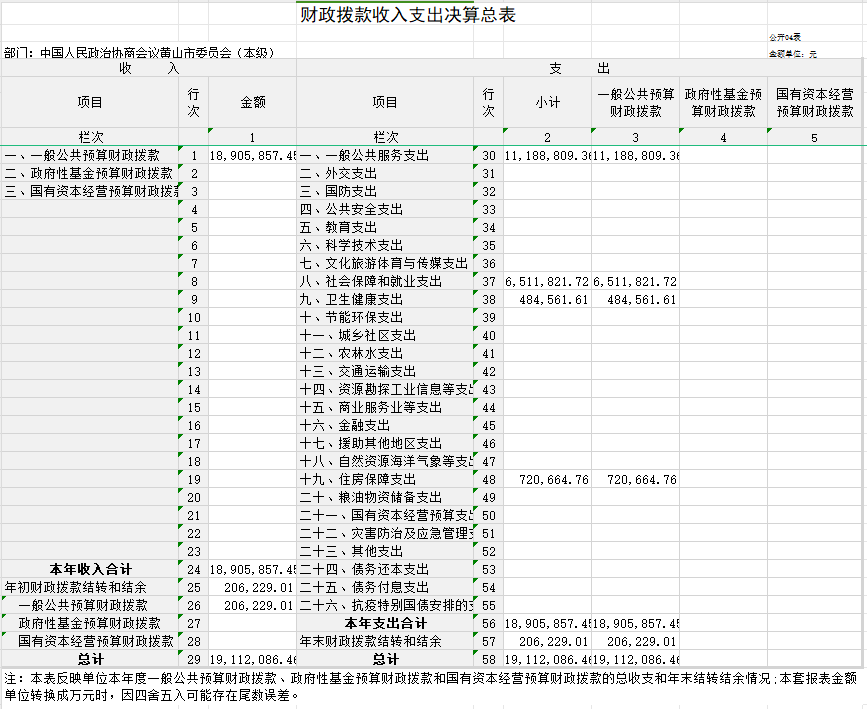 财政拨款收入支出决算总表
公开04表
部门：中国人民政治协商会议黄山市委员会（本级） 金额单位：元
收 入 支 出
项目 行次 金额 项目 行次 小计 一般公共预算财政拨款 政府性基金预算财政拨款 国有资本经营预算财政拨款
栏次 1 栏次 2 3 4 5
一、一般公共预算财政拨款 1 18,905,857.45 一、一般公共服务支出 30 11,188,809.36 11,188,809.36
二、政府性基金预算财政拨款 2 二、外交支出 31
三、国有资本经营预算财政拨款 3 三、国防支出 32
4 四、公共安全支出 33
5 五、教育支出 34
6 六、科学技术支出 35
7 七、文化旅游体育与传媒支出 36
8 八、社会保障和就业支出 37 6,511,821.72 6,511,821.72
9 九、卫生健康支出 38 484,561.61 484,561.61
10 十、节能环保支出 39
11 十一、城乡社区支出 40
12 十二、农林水支出 41
13 十三、交通运输支出 42
14 十四、资源勘探工业信息等支出 43
15 十五、商业服务业等支出 44
16 十六、金融支出 45
17 十七、援助其他地区支出 46
18 十八、自然资源海洋气象等支出 47
19 十九、住房保障支出 48 720,664.76 720,664.76
20 二十、粮油物资储备支出 49
21 二十一、国有资本经营预算支出 50
22 二十二、灾害防治及应急管理支 51
23 二十三、其他支出 52
本年收入合计 24 18,905,857.45 二十四、债务还本支出 53
年初财政拨款结转和结余 25 206,229.01 二十五、债务付息支出 54
一般公共预算财政拨款 26 206,229.01 二十六、抗疫特别国债安排的支 55
政府性基金预算财政拨款 27 本年支出合计 56 18,905,857.45 18,905,857.45
国有资本经营预算财政拨款 28 年末财政拨款结转和结余 57 206,229.01 206,229.01
总计 29 19,112,086.46 总计 58 19,112,086.46 19,112,086.46
注：本表反映单位本年度一般公共预算财政拨款、政府性基金预算财政拨款和国有资本经营预算财政拨款的总收支和年末结转结余情况;本套报表金额
单位转换成万元时，因四舍五入可能存在尾数误差。